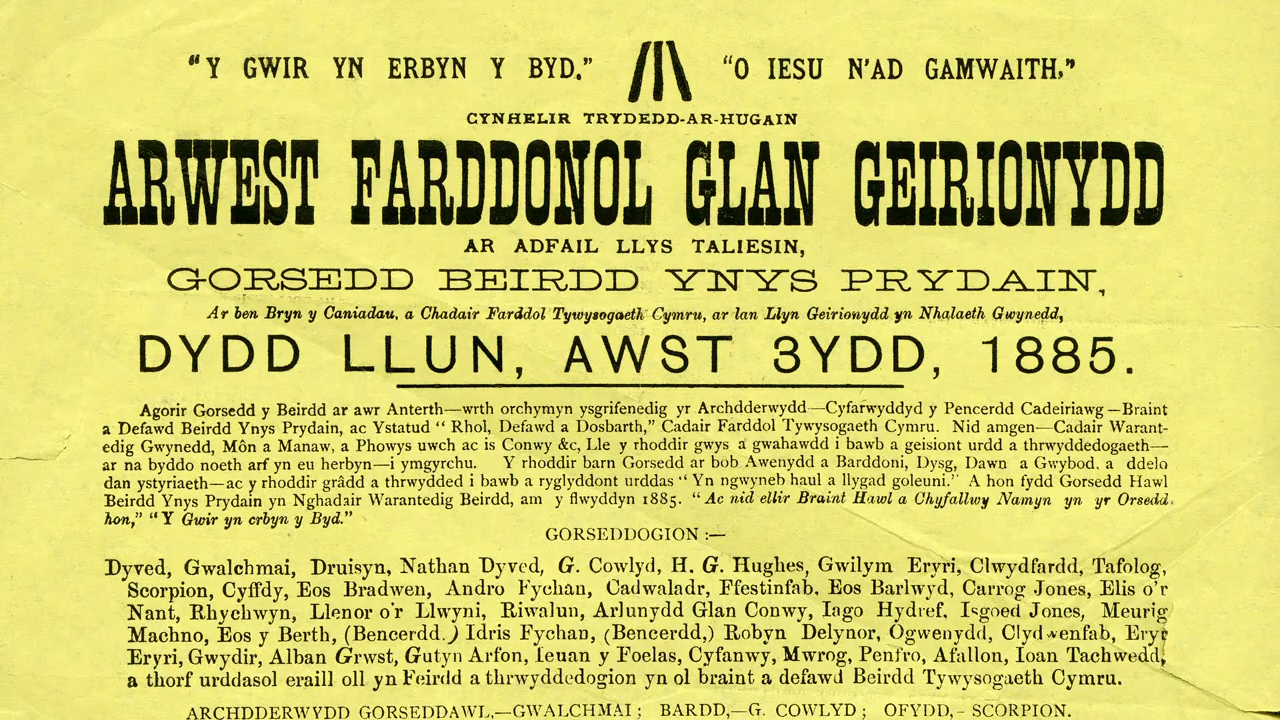 "Y GWIR YN ERBYN Y BYD." "O IESU N'AD GAMWAITH."
CYNHELIR TRYDEDD-AR-HUGAIN
ARWEST FARDDONOL GLAN GEIRIONYDD
AR ADFAIL LLYS TALIESIN,
GORSEDD BEIRDD YNYS PRYDAIN,
Ar ben Bryn y Caniadau, a Chadair Farddol Tywysogaeth Cymru, ar lan Llyn Geirionydd yn Nhalaeth Gwynedd,
DYDD LLUN, AWST 3YDD, 1885.
Agorir Gorsedd y Beirdd ar awr Anterth—wrth orchymyn ysgrifenedig yr Archdderwydd—Cyfarwyddyd y Pencerdd Cadeiriawg—Braint
a Defawd Beirdd Ynys Prydain, ac Ystatud "Rhol, Defawd a Dosbarth," Cadair Farddol Tywysogaeth Cymru. Nid amgen—Cadair Warant-
edig Gwynedd, Môn a Manaw, a Phowys uwch ac is Conwy &c, Lle y rhoddir gwys a gwahawdd i bawb a geisiont urdd a thrwyddedogaeth—
ar na byddo noeth arf yn eu herbyn—i ymgyrchu. Y rhoddir barn Gorsedd ar bob Awenydd a Barddoni, Dysg, Dawn a Gwybod. a ddelo
dan ystyriaeth—ac y rhoddir grâdd a thrwydded i bawb a ryglyddont urddas "Yn ngwyneb haul a llygad goleuni." A hon fydd Gorsedd Hawl
Beirdd Ynys Prydain yn Nghadair Warantedig Beirdd, am y flwyddyn 1885. "Ac nid ellir Braint Hawl a Chyfallwy Namyn yn yr Orsedd
hon," "Y Gwir yn erbyn y Byd."
GORSEDDOGION :—
Dyved, Gwalchmai, Druisyn, Nathan Dyved, G. Cowlyd, H. G. Hughes, Gwilym Eryri, Clwydfardd, Tafolog,
Scorpion, Cyffdy, Eos Bradwen, Andro Fychan, Cadwaladr, Ffestinfab, Eos Barlwyd, Carrog Jones, Elis o'r
Nant, Rhychwyn, Llenor o'r Llwyni, Riwalun, Arlunydd Glan Conwy, Iago Hydref, Isgoed Jones, Meurig
Machno, Eos y Berth, (Bencerdd.) Idris Fychan, (Bencerdd,) Robyn Delynor, Ogwenydd, Clydwenfab, Eryr
Eryri, Gwydir, Alban Grwst, Gutyn Arfon, Ieuan y Foelas, Cyfanwy, Mwrog, Penfro, Afallon, Ioan Tachwedd,
a thorf urddasol eraill oll yn Feirdd a thrwyddedogion yn ol braint a defawd Beirdd Tywysogaeth Cymru.
ARCHDDERWYDD GORSEDDAWL,—GWALCHMAI; BARDD,—G. COWLYD; OFYDD,- SCORPION.